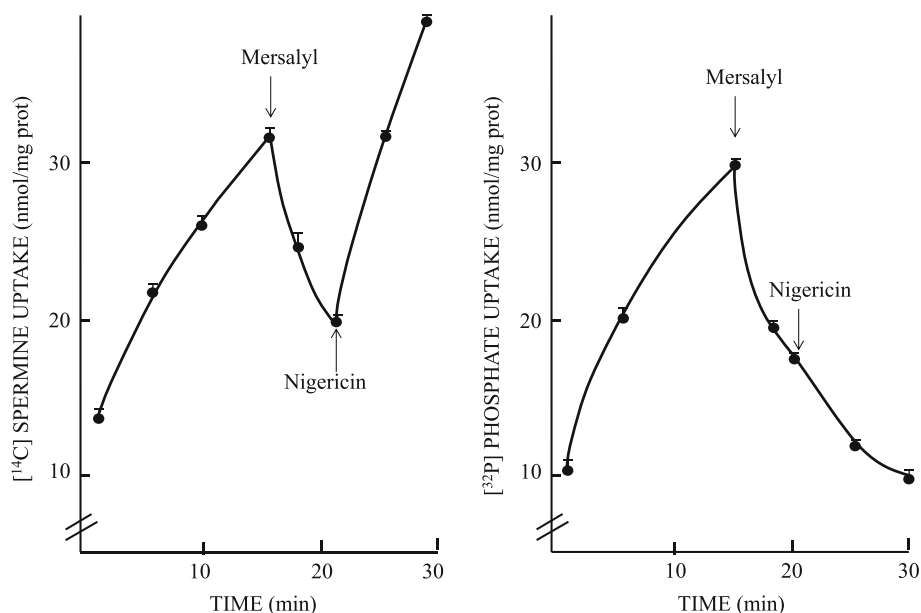 [¹⁴C] SPERMINE UPTAKE (nmol/mg prot)
30
20
10
Mersalyl
Nigericin
10
20
30
TIME (min)
[³²P] PHOSPHATE UPTAKE (nmol/mg prot)
30
20
10
Mersalyl
Nigericin
10
20
30
TIME (min)